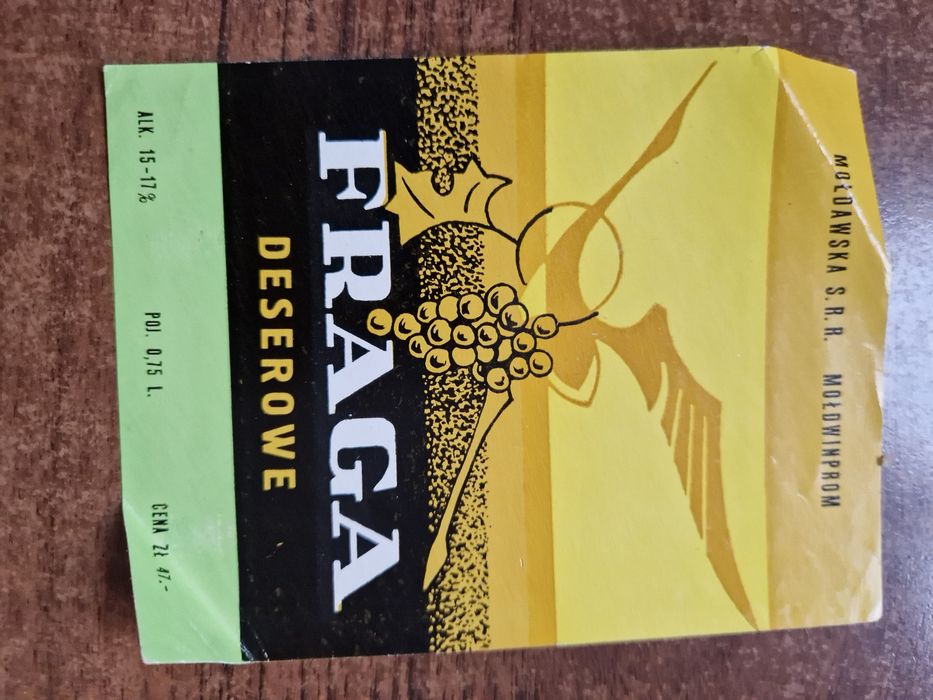 MOŁDAWSKA S.R.R. MOŁDWINPROM
FRAGA
DESEROWE
ALK. 15-17% POJ. 0,75 L. CENA ZŁ 47.-